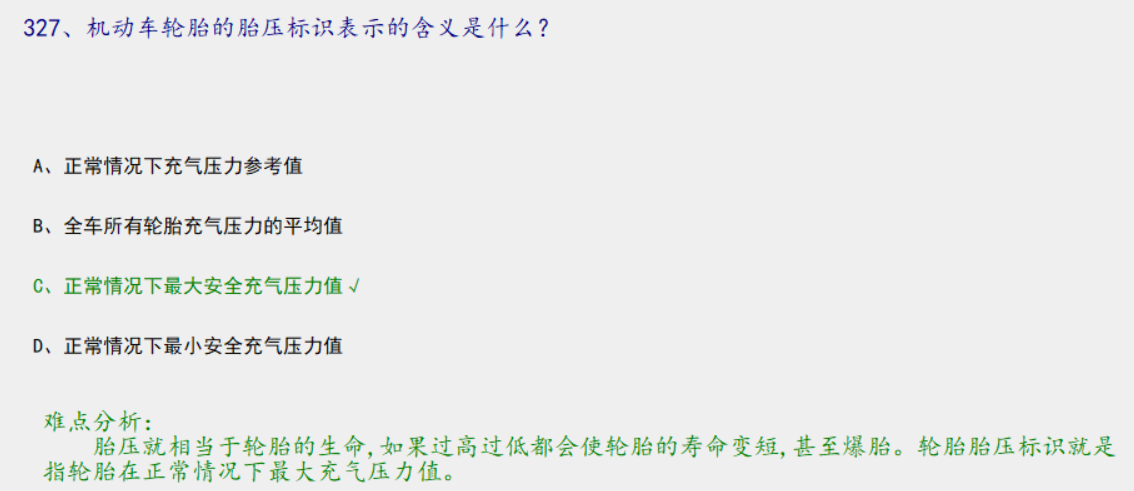 327、机动车轮胎的胎压标识表示的含义是什么?
A、正常情况下充气压力参考值
B、全车所有轮胎充气压力的平均值
C、正常情况下最大安全充气压力值√
D、正常情况下最小安全充气压力值
难点分析:
胎压就相当于轮胎的生命,如果过高过低都会使轮胎的寿命变短,甚至爆胎。轮胎胎压标识就是
指轮胎在正常情况下最大充气压力值。